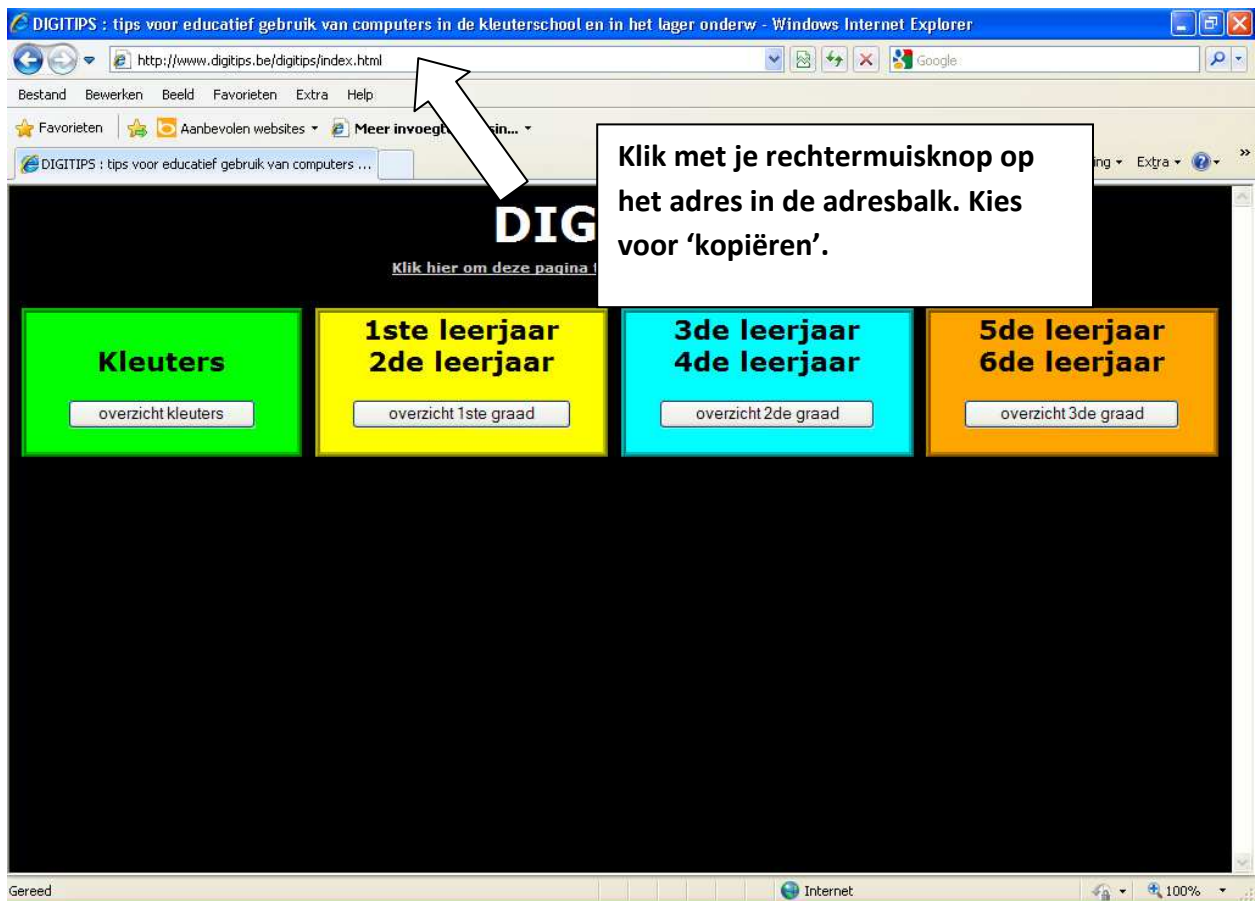 DIGITIPS : tips voor educatief gebruik van computers in de kleuterschool en in het lager onderw - Windows Internet Explorer
http://www.digitips.be/digitips/index.html
Google
Bestand Bewerken Beeld Favorieten Extra Help
Favorieten Aanbevolen websites Meer
DIGITIPS : tips voor educatief gebruik van computers ...
Extra
Klik met je rechtermuisknop op
het adres in de adresbalk. Kies
voor ‘kopiëren’.
DIG
Klik hier om deze pagina
Kleuters
overzicht kleuters
1ste leerjaar
2de leerjaar
overzicht 1ste graad
3de leerjaar
4de leerjaar
overzicht 2de graad
5de leerjaar
6de leerjaar
overzicht 3de graad
Gereed
Internet
100%